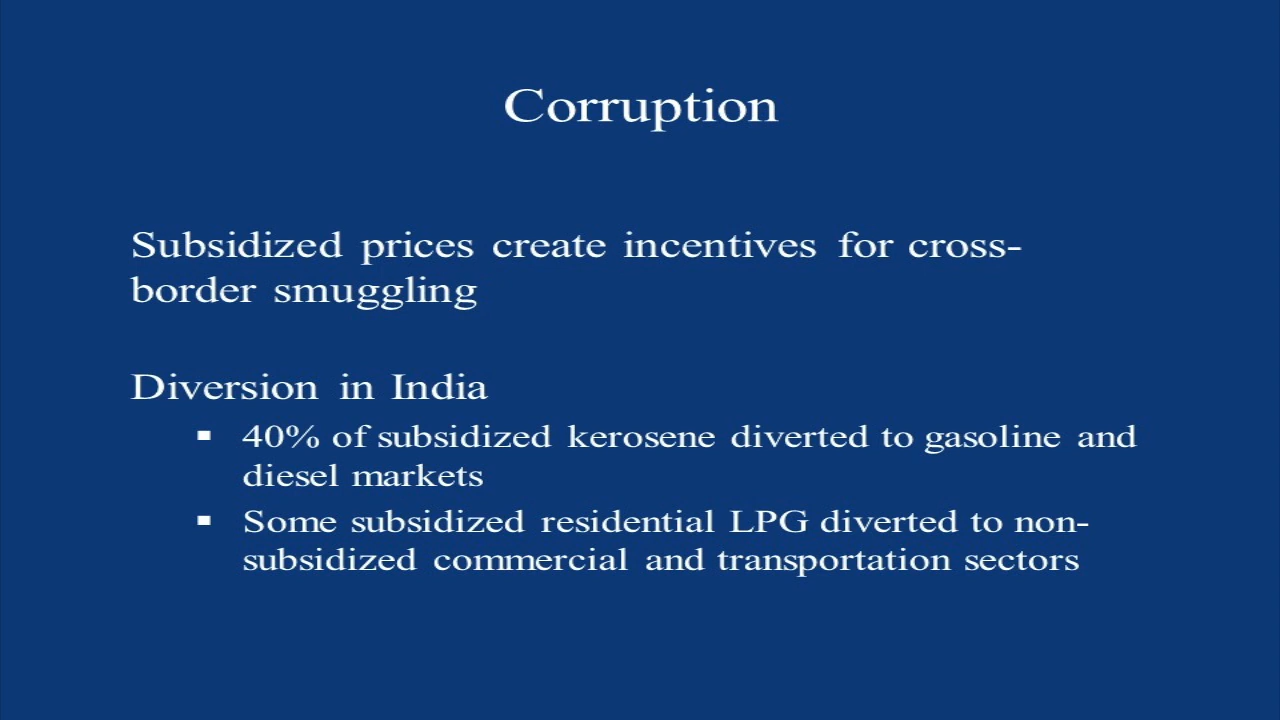 Corruption
Subsidized prices create incentives for cross-
border smuggling
Diversion in India
▪ 40% of subsidized kerosene diverted to gasoline and
diesel markets
▪ Some subsidized residential LPG diverted to non-
subsidized commercial and transportation sectors